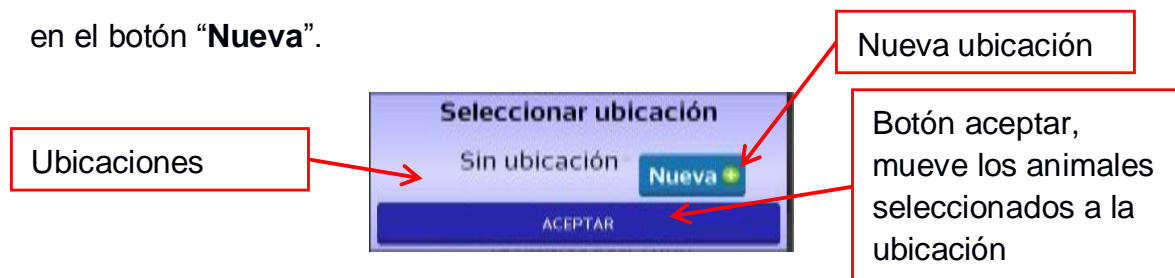 en el botón “Nueva”.
Nueva ubicación
Seleccionar ubicación
Ubicaciones
Sin ubicación
Nueva
ACEPTAR
Botón aceptar,
mueve los animales
seleccionados a la
ubicación